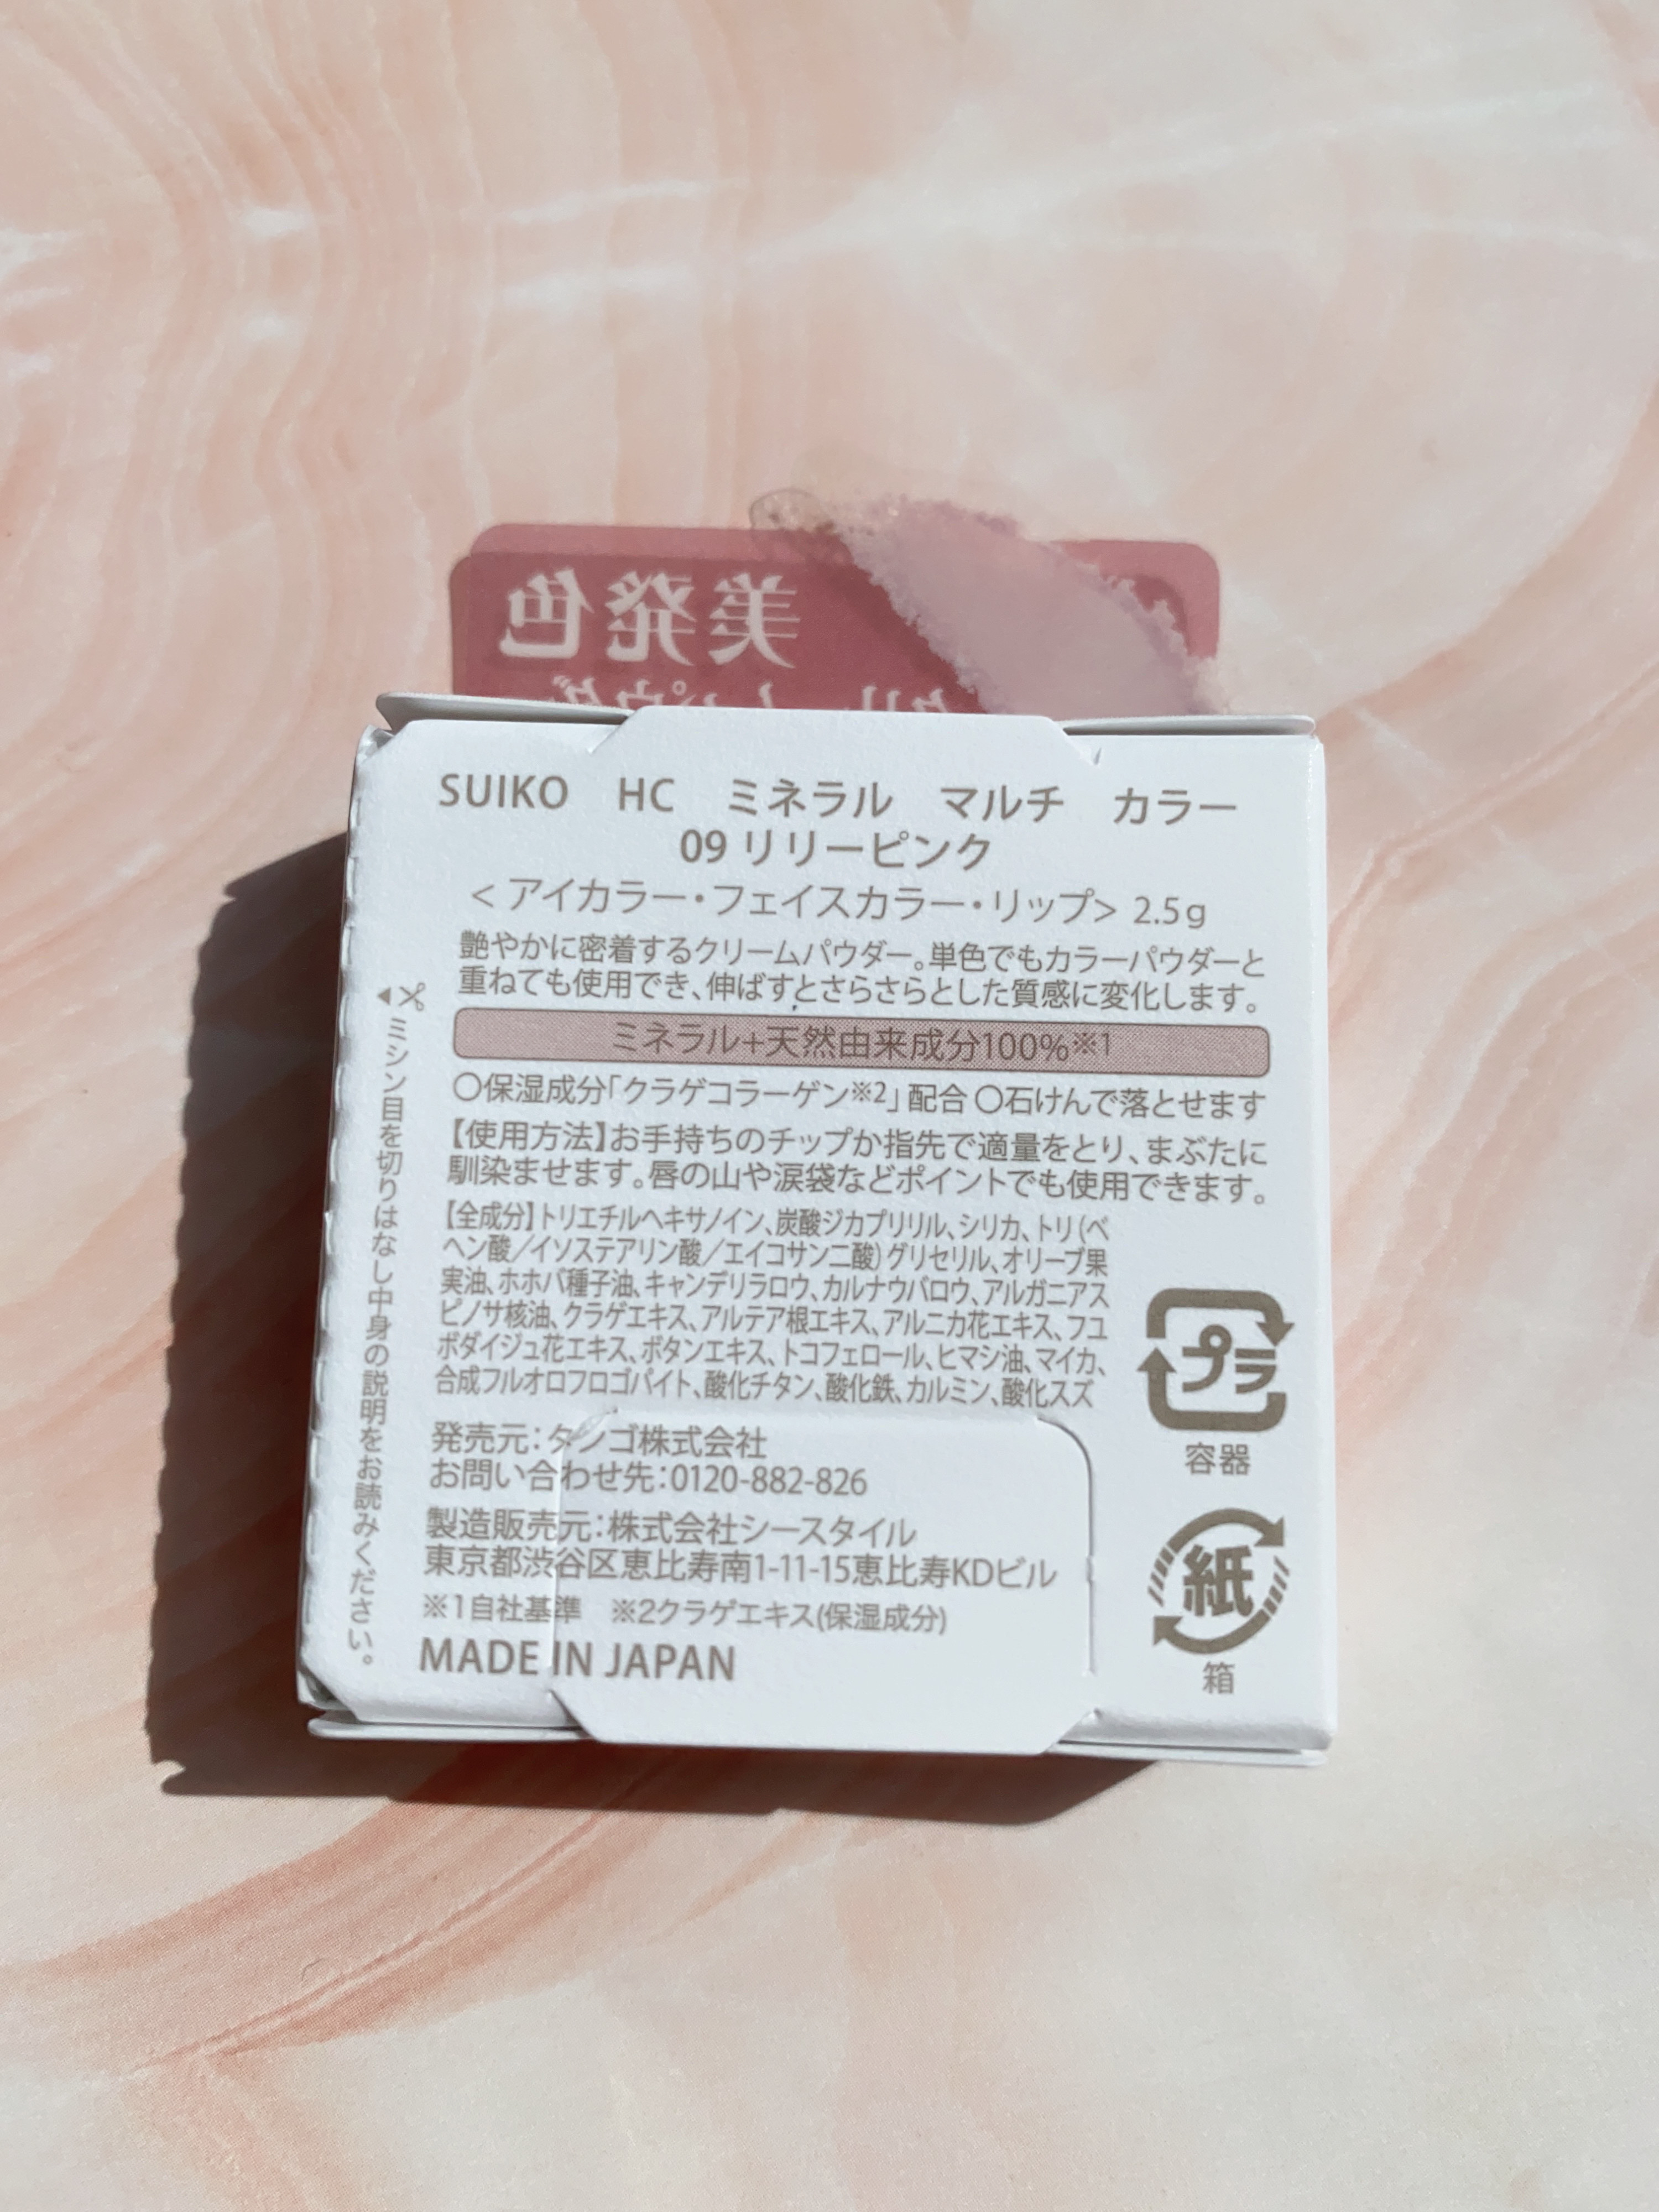 美発色
SUIKO HC ミネラル マルチ カラー
09 リリーピンク
< アイカラー・フェイスカラー・リップ> 2.5g
艶やかに密着するクリームパウダー。単色でもカラーパウダーと
重ねても使用でき、伸ばすとさらさらとした質感に変化します。
ミネラル+天然由来成分100%※1
〇保湿成分「クラゲコラーゲン※2」配合 〇石けんで落とせます
【使用方法】お手持ちのチップか指先で適量をとり、まぶたに
馴染ませます。唇の山や涙袋などポイントでも使用できます。
【全成分】トリエチルヘキサノイン、炭酸ジカプリリル、シリカ、トリ(ベ
ヘン酸/イソステアリン酸/エイコサン二酸)グリセリル、オリーブ果
実油、ホホバ種子油、キャンデリラロウ、カルナウバロウ、アルガニアス
ピノサ核油、クラゲエキス、アルテア根エキス、アルニカ花エキス、フユ
ボダイジュ花エキス、ボタンエキス、トコフェロール、ヒマシ油、マイカ、
合成フルオロフロゴパイト、酸化チタン、酸化鉄、カルミン、酸化スズ
発売元：タンゴ株式会社
お問い合わせ先：0120-882-826
製造販売元：株式会社シースタイル
東京都渋谷区恵比寿南1-11-15恵比寿KDビル
※1自社基準 ※2クラゲエキス(保湿成分)
MADE IN JAPAN
プラ
容器
紙
箱
ミシン目を切りはなし中身の説明をお読みください。